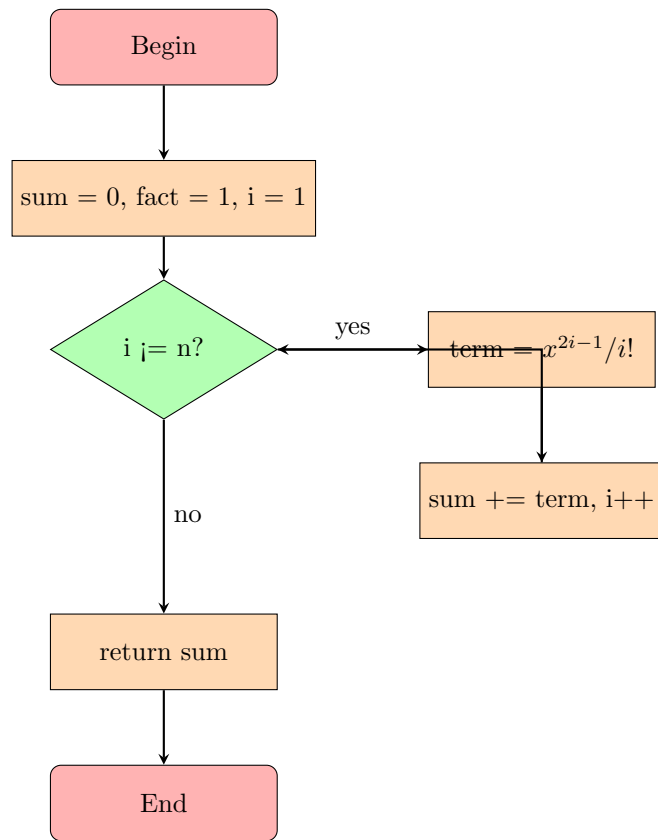 Begin
sum = 0, fact = 1, i = 1
i ¡= n?
yes
term = x^{2i−1}/i!
sum += term, i++
no
return sum
End